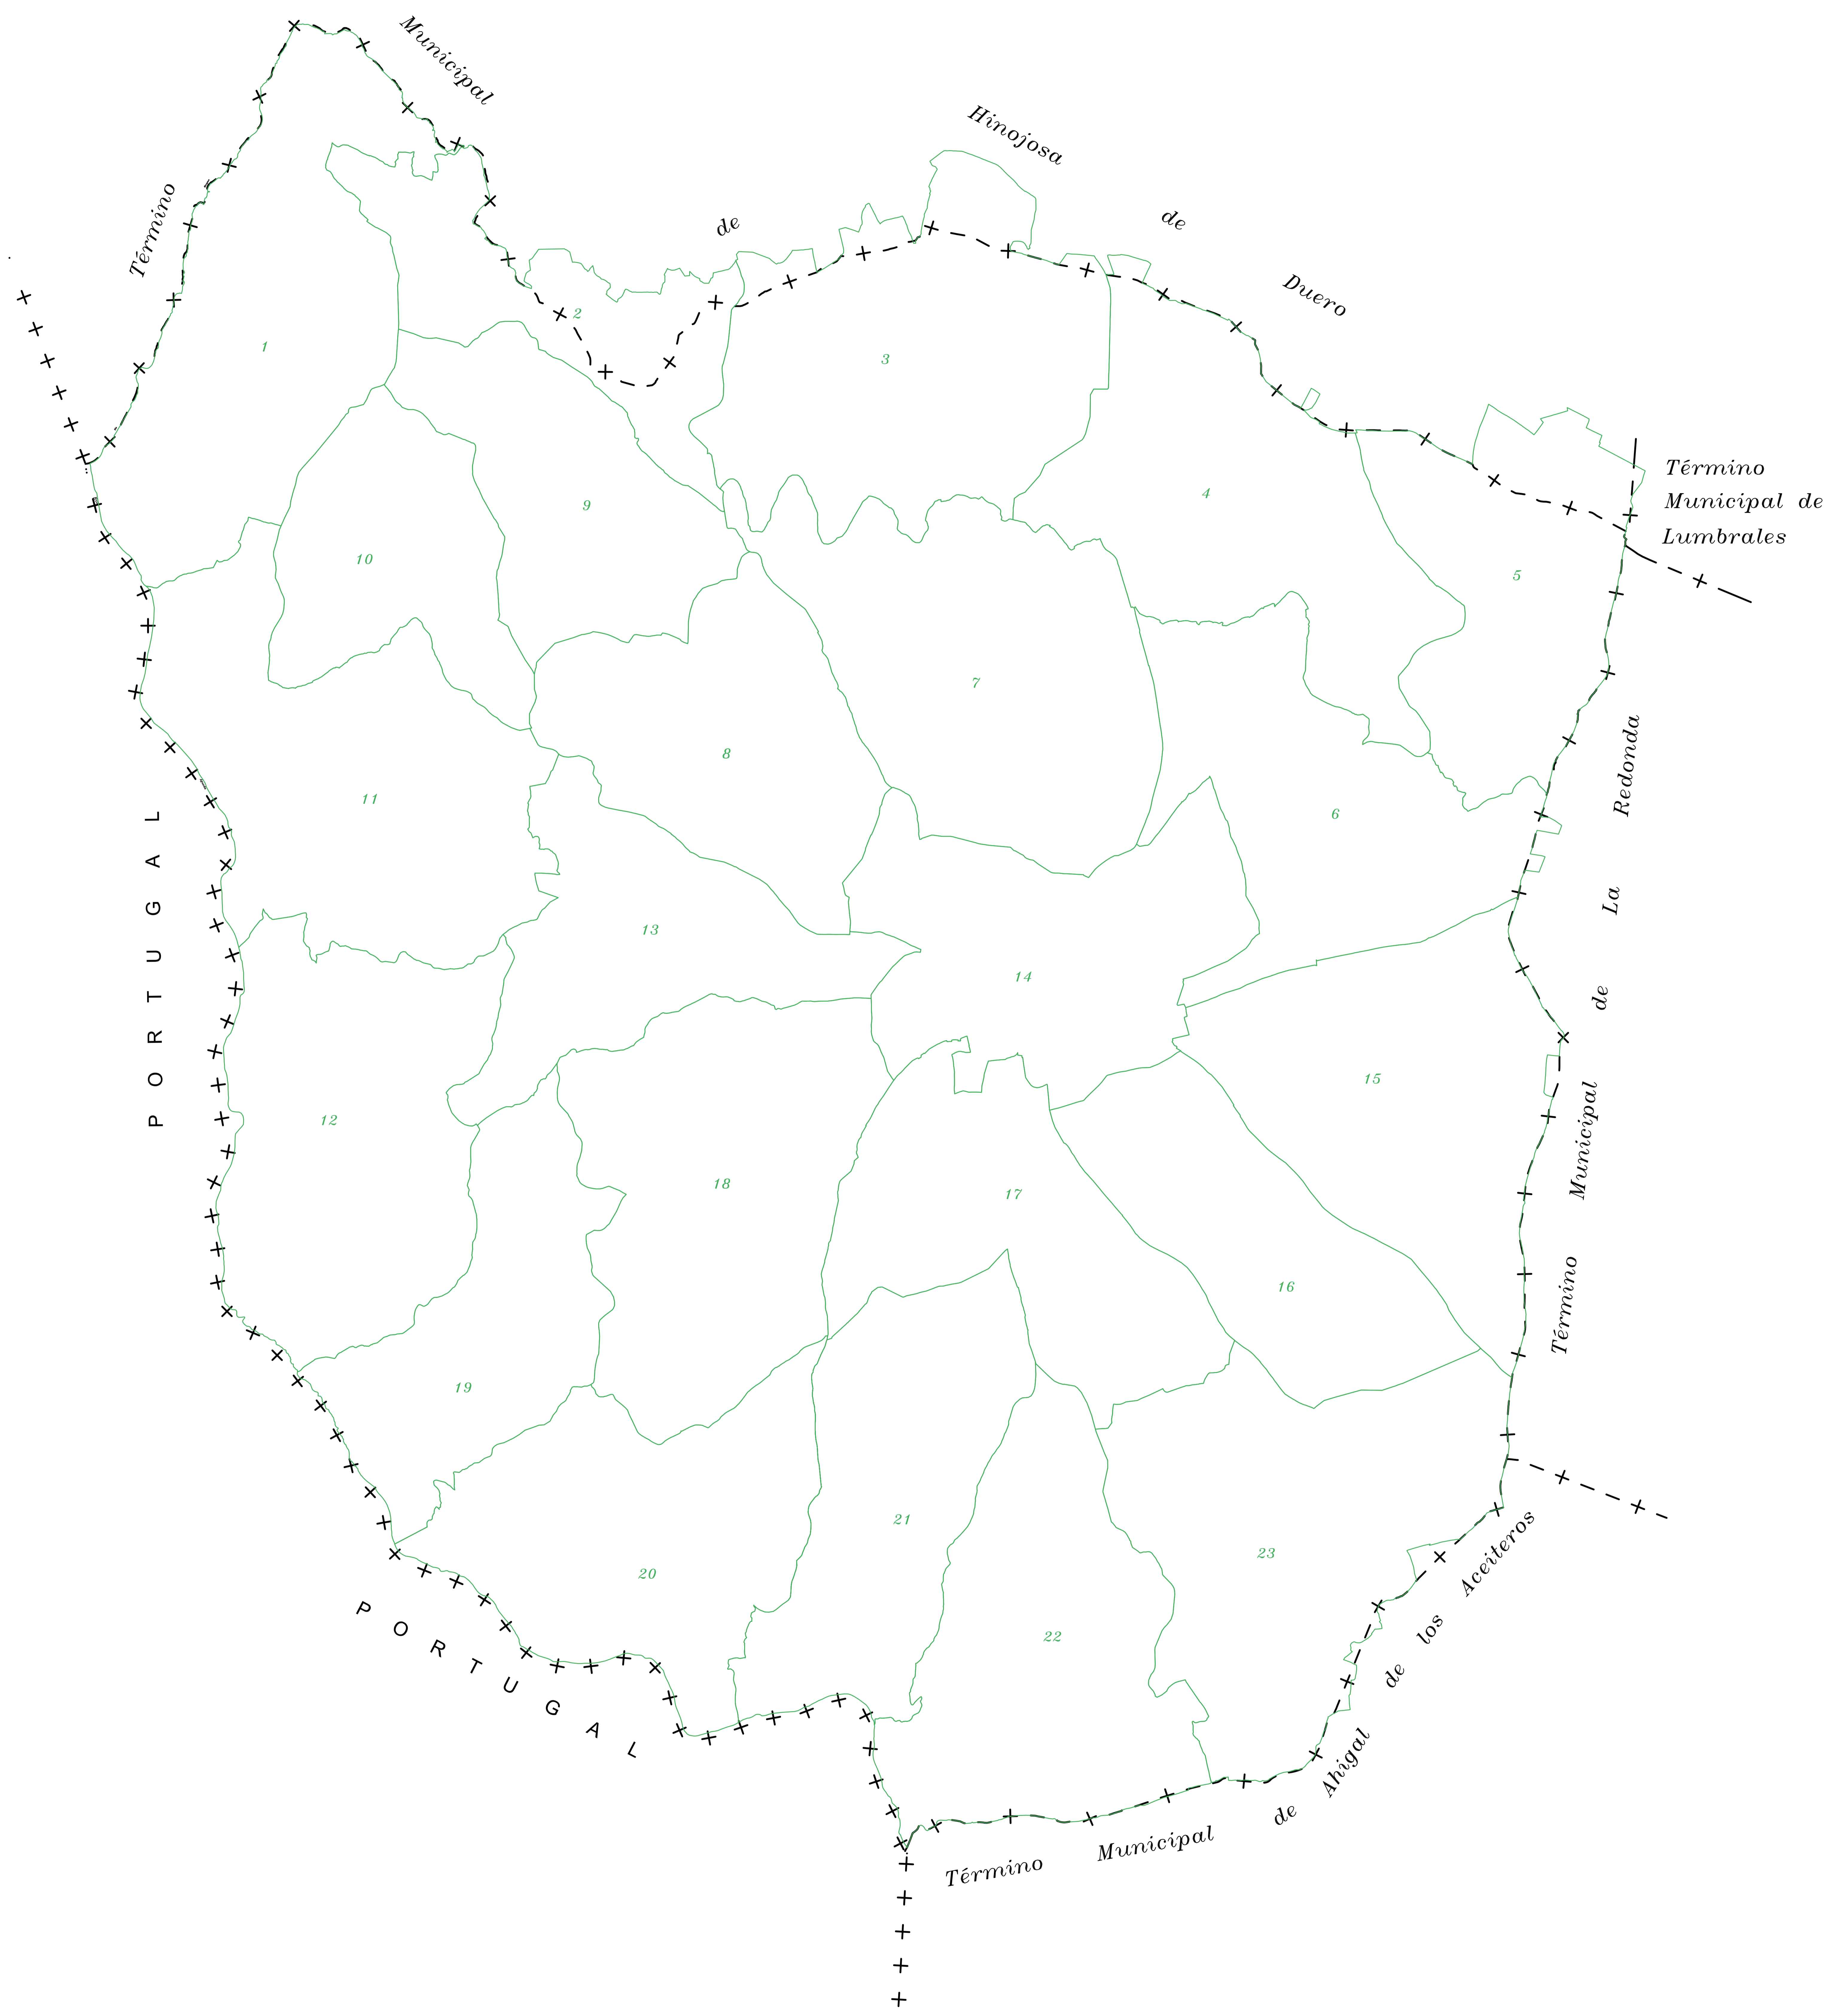 Término Municipal de Hinojosa de Duero
Término
Municipal de
Lumbrales
Término Municipal de La Redonda
Término Municipal de Ahigal de los Aceiteros
PORTUGAL
PORTUGAL
1
2
3
4
5
6
7
8
9
10
11
12
13
14
15
16
17
18
19
20
21
22
23